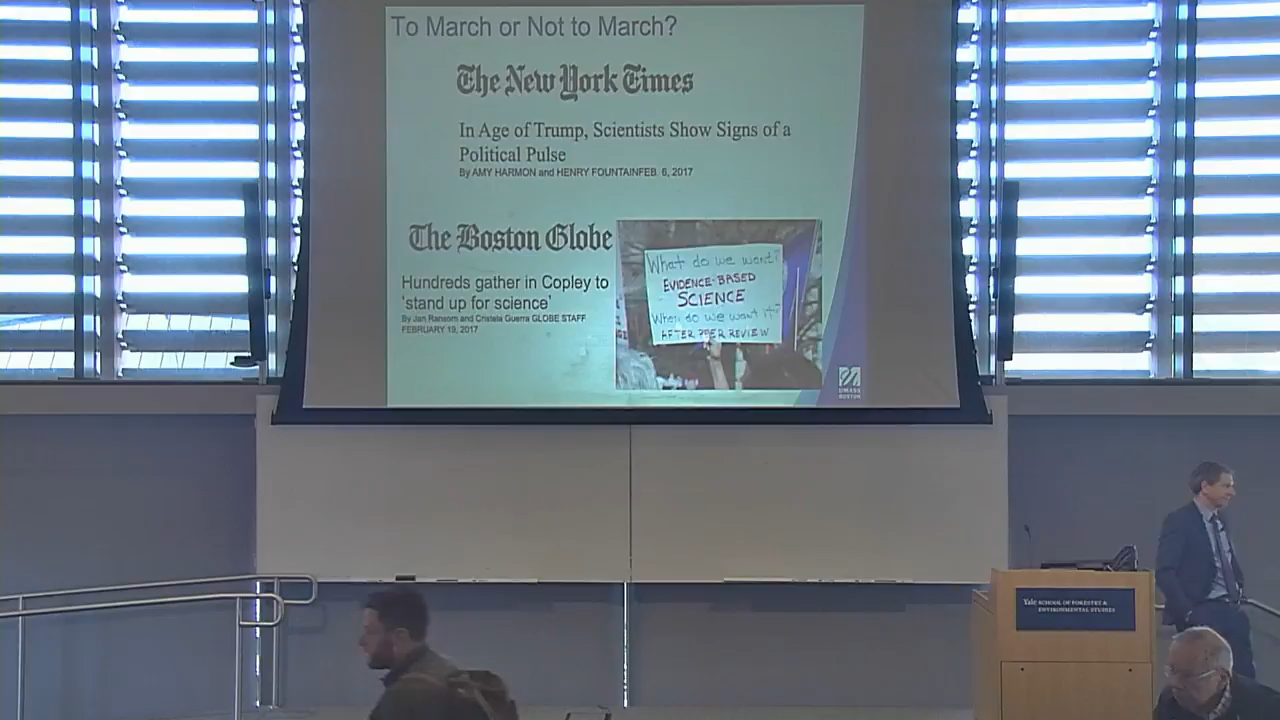 To March or Not to March?
The New York Times
In Age of Trump, Scientists Show Signs of a
Political Pulse
By AMY HARMON and HENRY FOUNTAINFEB. 6, 2017
The Boston Globe
Hundreds gather in Copley to
'stand up for science'
By Jan Ransom and Cristela Guerra GLOBE STAFF
FEBRUARY 19, 2017
What do we want?
EVIDENCE-BASED
SCIENCE
When do we want it?
AFTER PEER REVIEW
UMASS
BOSTON
Yale SCHOOL OF FORESTRY &
ENVIRONMENTAL STUDIES